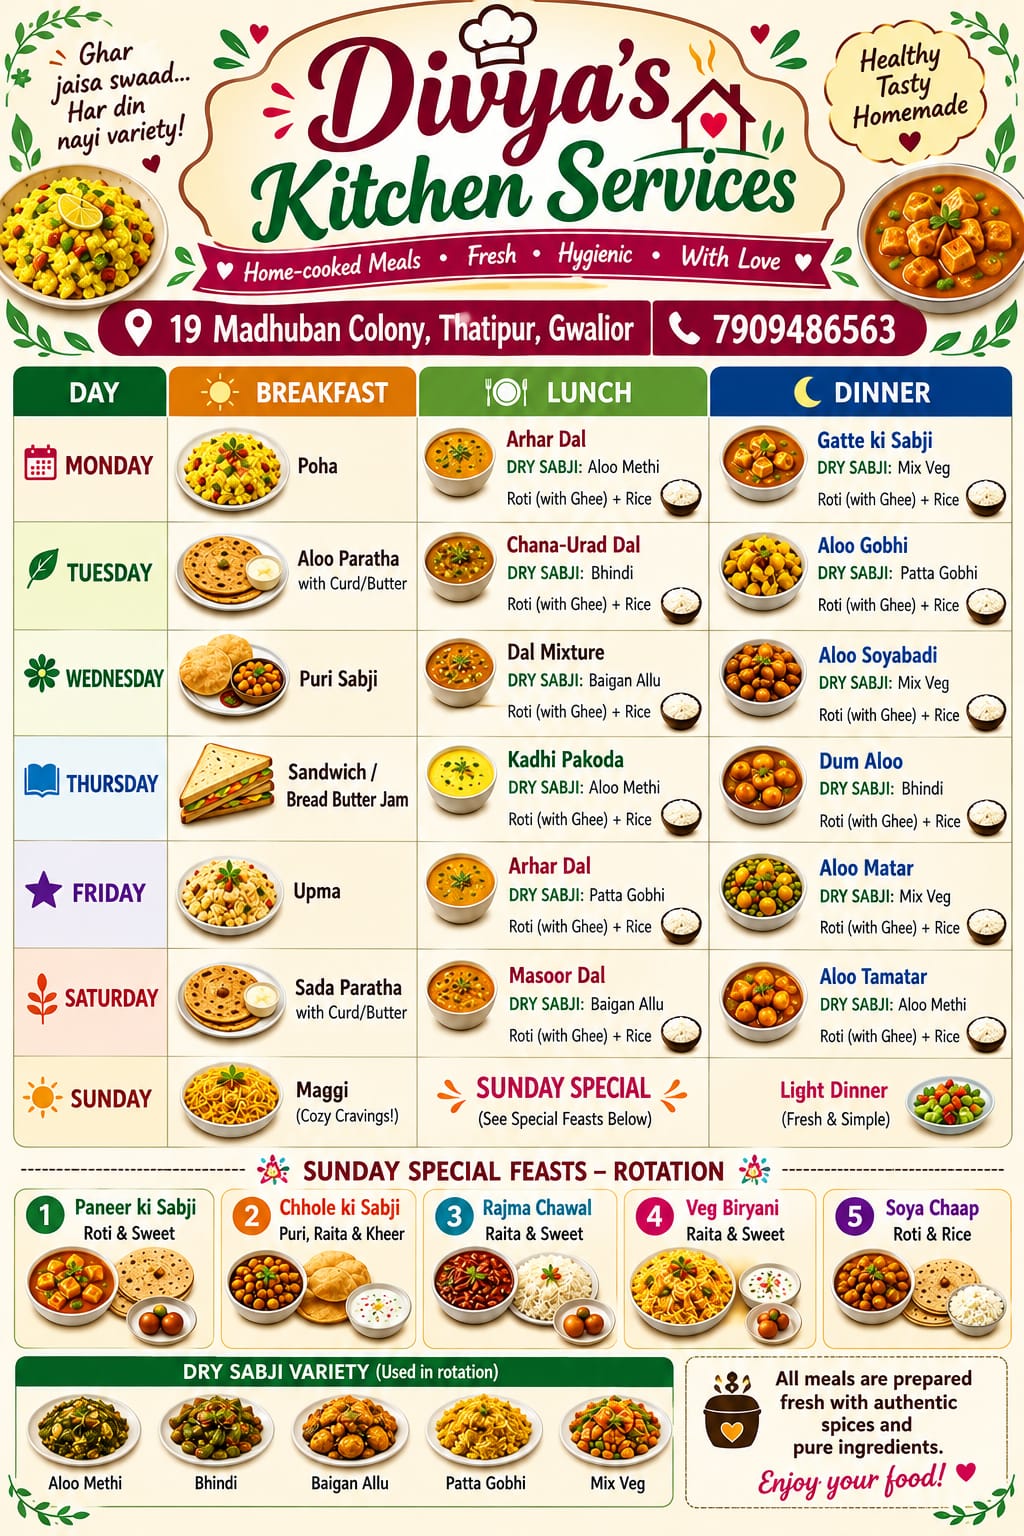 Ghar
jaisa swaad...
Har din
nayi variety!
Divya's
Kitchen Services
Healthy
Tasty
Homemade
Home-cooked Meals • Fresh • Hygienic • With Love
19 Madhuban Colony, Thatipur, Gwalior
7909486563
DAY
BREAKFAST
LUNCH
DINNER
MONDAY
Poha
Arhar Dal
DRY SABJI: Aloo Methi
Roti (with Ghee) + Rice
Gatte ki Sabji
DRY SABJI: Mix Veg
Roti (with Ghee) + Rice
TUESDAY
Aloo Paratha
with Curd/Butter
Chana-Urad Dal
DRY SABJI: Bhindi
Roti (with Ghee) + Rice
Aloo Gobhi
DRY SABJI: Patta Gobhi
Roti (with Ghee) + Rice
WEDNESDAY
Puri Sabji
Dal Mixture
DRY SABJI: Baigan Allu
Roti (with Ghee) + Rice
Aloo Soyabadi
DRY SABJI: Mix Veg
Roti (with Ghee) + Rice
THURSDAY
Sandwich /
Bread Butter Jam
Kadhi Pakoda
DRY SABJI: Aloo Methi
Roti (with Ghee) + Rice
Dum Aloo
DRY SABJI: Bhindi
Roti (with Ghee) + Rice
FRIDAY
Upma
Arhar Dal
DRY SABJI: Patta Gobhi
Roti (with Ghee) + Rice
Aloo Matar
DRY SABJI: Mix Veg
Roti (with Ghee) + Rice
SATURDAY
Sada Paratha
with Curd/Butter
Masoor Dal
DRY SABJI: Baigan Allu
Roti (with Ghee) + Rice
Aloo Tamatar
DRY SABJI: Aloo Methi
Roti (with Ghee) + Rice
SUNDAY
Maggi
(Cozy Cravings!)
SUNDAY SPECIAL
(See Special Feasts Below)
Light Dinner
(Fresh & Simple)
SUNDAY SPECIAL FEASTS – ROTATION
1 Paneer ki Sabji
Roti & Sweet
2 Chhole ki Sabji
Puri, Raita & Kheer
3 Rajma Chawal
Raita & Sweet
4 Veg Biryani
Raita & Sweet
5 Soya Chaap
Roti & Rice
DRY SABJI VARIETY (Used in rotation)
Aloo Methi
Bhindi
Baigan Allu
Patta Gobhi
Mix Veg
All meals are prepared
fresh with authentic
spices and
pure ingredients.
Enjoy your food!